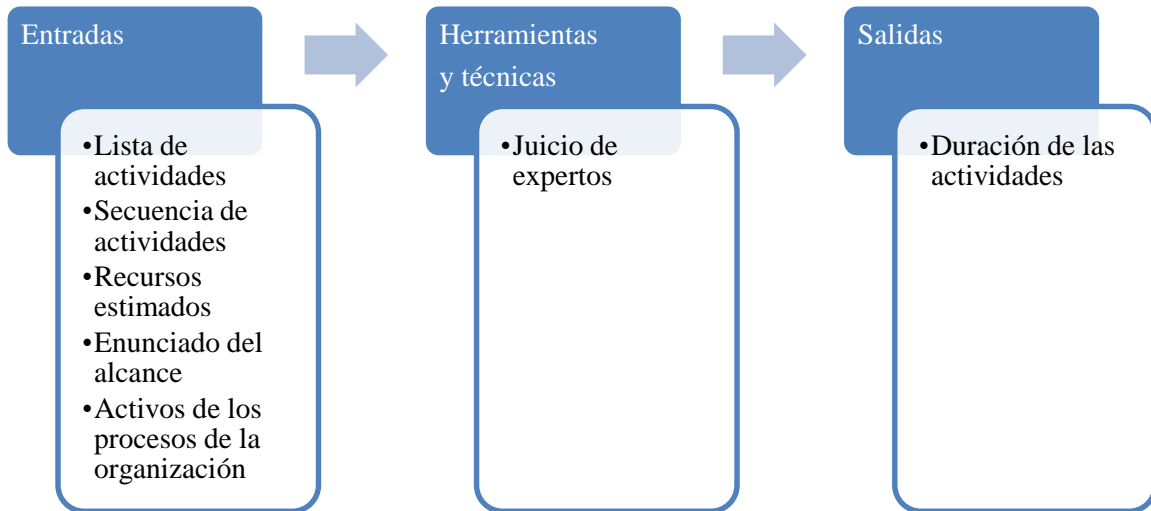 Entradas
•Lista de
actividades
•Secuencia de
actividades
•Recursos
estimados
•Enunciado del
alcance
•Activos de los
procesos de la
organización
Herramientas
y técnicas
•Juicio de
expertos
Salidas
•Duración de las
actividades